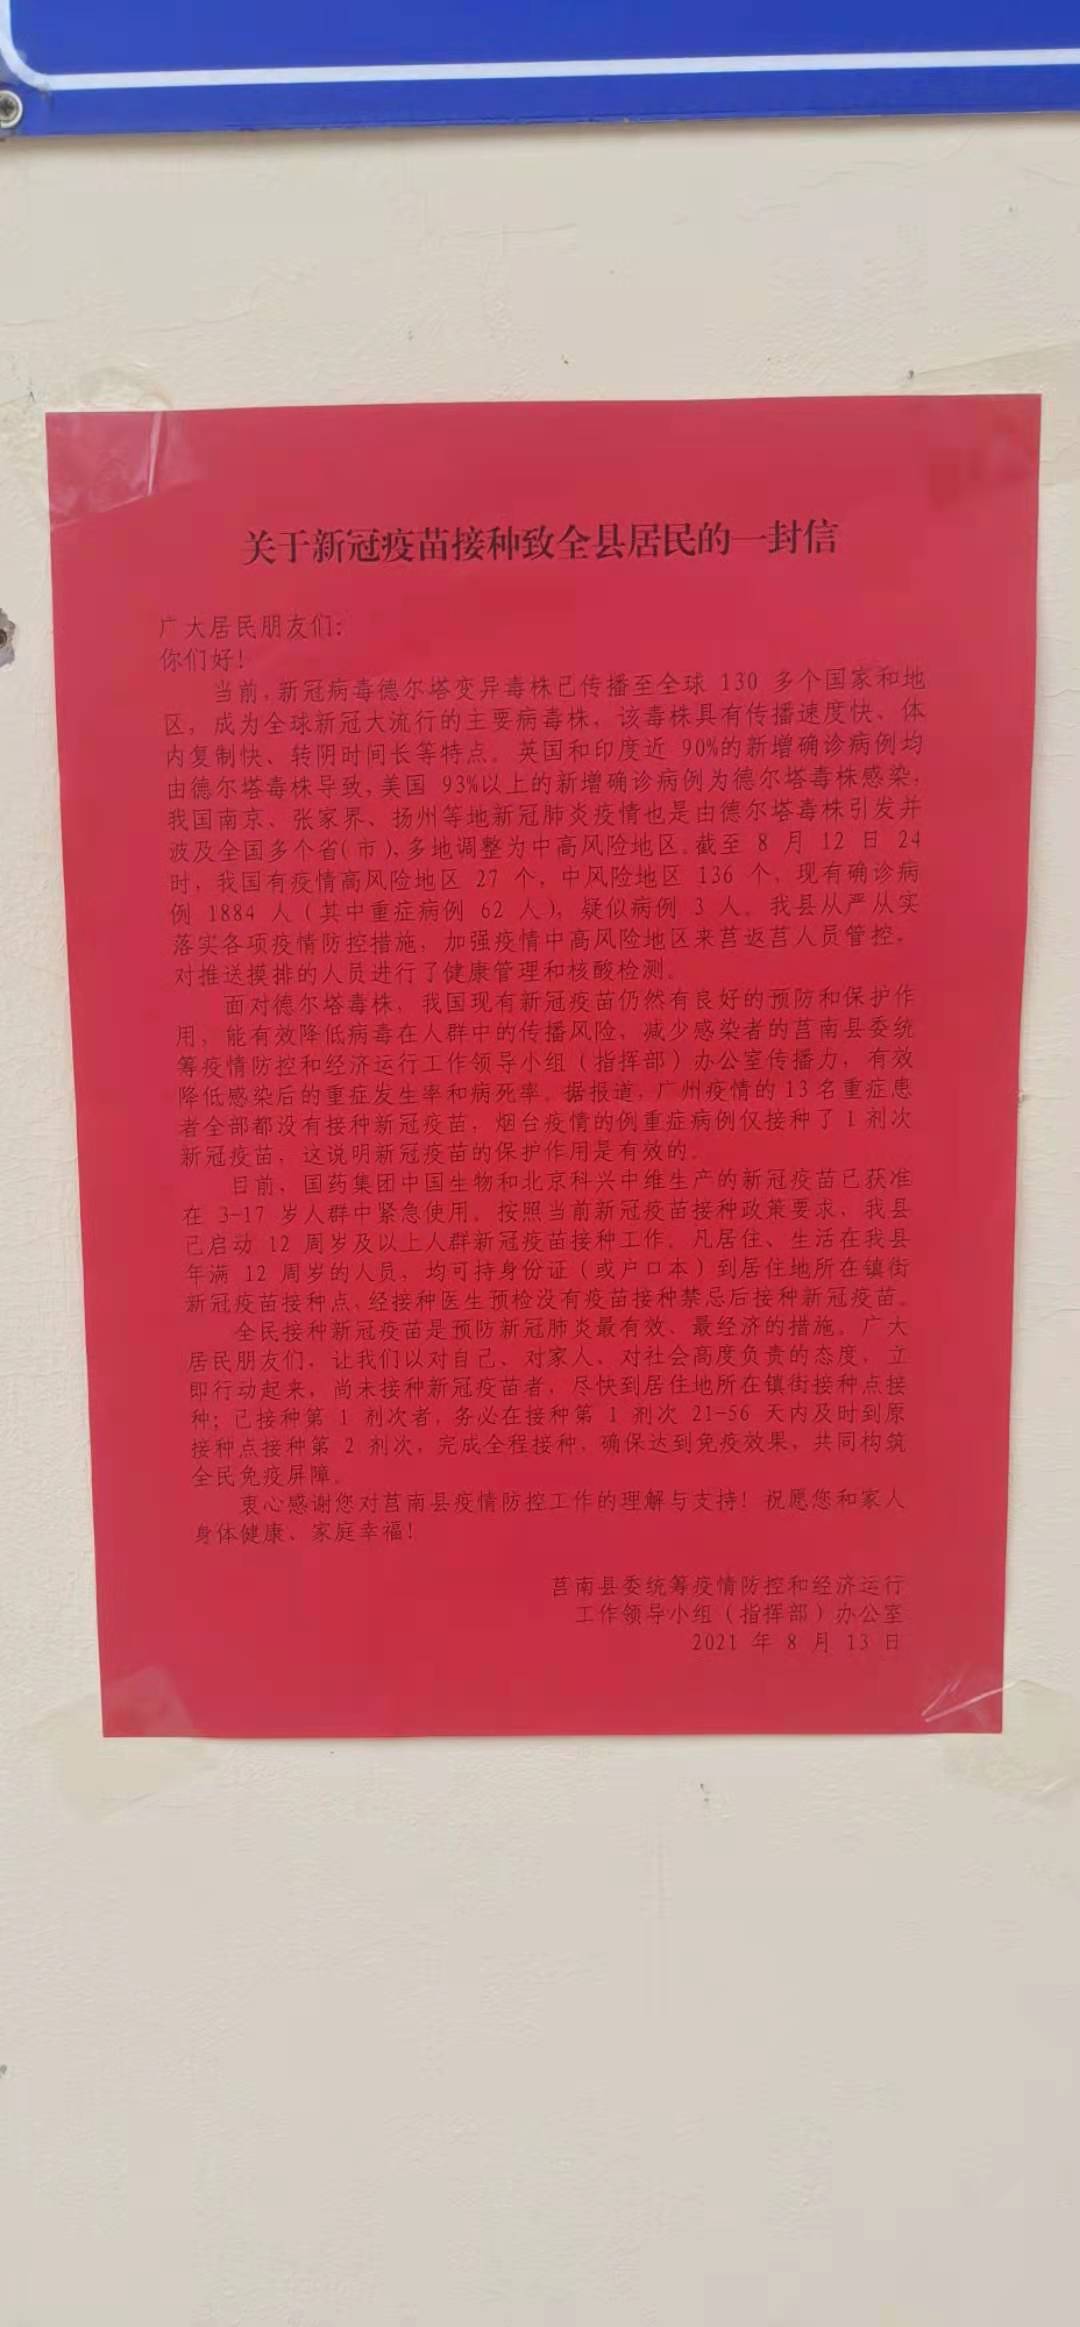 关于新冠疫苗接种致全县居民的一封信
广大居民朋友们：
你们好！
当前，新冠病毒德尔塔变异毒株已传播至全球 130 多个国家和地
区，成为全球新冠大流行的主要病毒株，该毒株具有传播速度快、体
内复制快、转阴时间长等特点。英国和印度近 90%的新增确诊病例均
由德尔塔毒株导致，美国 93%以上的新增确诊病例为德尔塔毒株感染，
我国南京、张家界、扬州等地新冠肺炎疫情也是由德尔塔毒株引发并
波及全国多个省（市），多地调整为中高风险地区。截至 8 月 12 日 24
时，我国有疫情高风险地区 27 个，中风险地区 136 个，现有确诊病
例 1884 人（其中重症病例 62 人），疑似病例 3 人。我县从严从实
落实各项疫情防控措施，加强疫情中高风险地区来莒返莒人员管控，
对推送摸排的人员进行了健康管理和核酸检测。
面对德尔塔毒株，我国现有新冠疫苗仍然有良好的预防和保护作
用，能有效降低病毒在人群中的传播风险，减少感染者的莒南县委统
筹疫情防控和经济运行工作领导小组（指挥部）办公室传播力，有效
降低感染后的重症发生率和病死率。据报道，广州疫情的13名重症患
者全部都没有接种新冠疫苗，烟台疫情的例重症病例仅接种了 1 剂次
新冠疫苗，这说明新冠疫苗的保护作用是有效的。
目前，国药集团中国生物和北京科兴中维生产的新冠疫苗已获准
在 3-17 岁人群中紧急使用。按照当前新冠疫苗接种政策要求，我县
已启动 12 周岁及以上人群新冠疫苗接种工作。凡居住、生活在我县
年满 12 周岁的人员，均可持身份证（或户口本）到居住地所在镇街
新冠疫苗接种点，经接种医生预检没有疫苗接种禁忌后接种新冠疫苗。
全民接种新冠疫苗是预防新冠肺炎最有效、最经济的措施。广大
居民朋友们，让我们以对自己、对家人、对社会高度负责的态度，立
即行动起来，尚未接种新冠疫苗者，尽快到居住地所在镇街接种点接
种；已接种第 1 剂次者，务必在接种第 1 剂次 21-56 天内及时到原
接种点接种第 2 剂次，完成全程接种，确保达到免疫效果，共同构筑
全民免疫屏障。
衷心感谢您对莒南县疫情防控工作的理解与支持！祝愿您和家人
身体健康、家庭幸福！
莒南县委统筹疫情防控和经济运行
工作领导小组（指挥部）办公室
2021 年 8 月 13 日